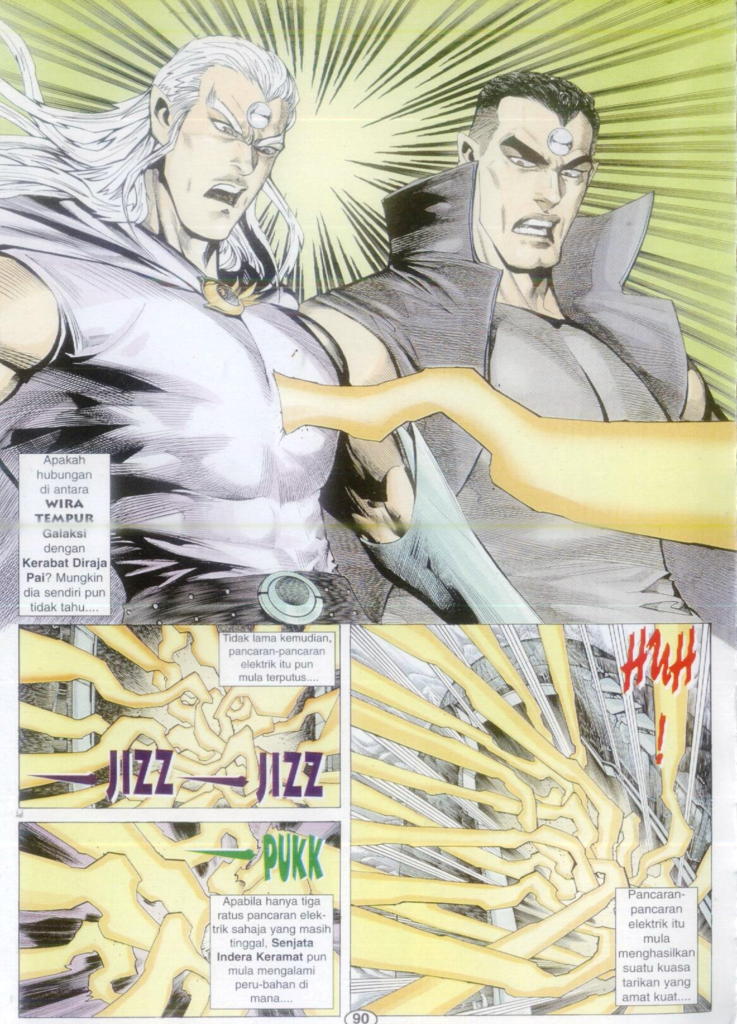 Apakah
hubungan
di antara
WIRA
TEMPUR
Galaksi
dengan
Kerabat Diraja
Pai? Mungkin
dia sendiri pun
tidak tahu....
Tidak lama kemudian,
pancaran-pancaran
elektrik itu pun
mula terputus....
JIZZ
JIZZ
PUKK
Apabila hanya tiga
ratus pancaran elek-
trik sahaja yang masih
tinggal, Senjata
Indera Keramat pun
mula mengalami
peru-bahan di
mana....
HUH
!
Pancaran-
pancaran
elektrik itu
mula
menghasilkan
suatu kuasa
tarikan yang
amat kuat....
90